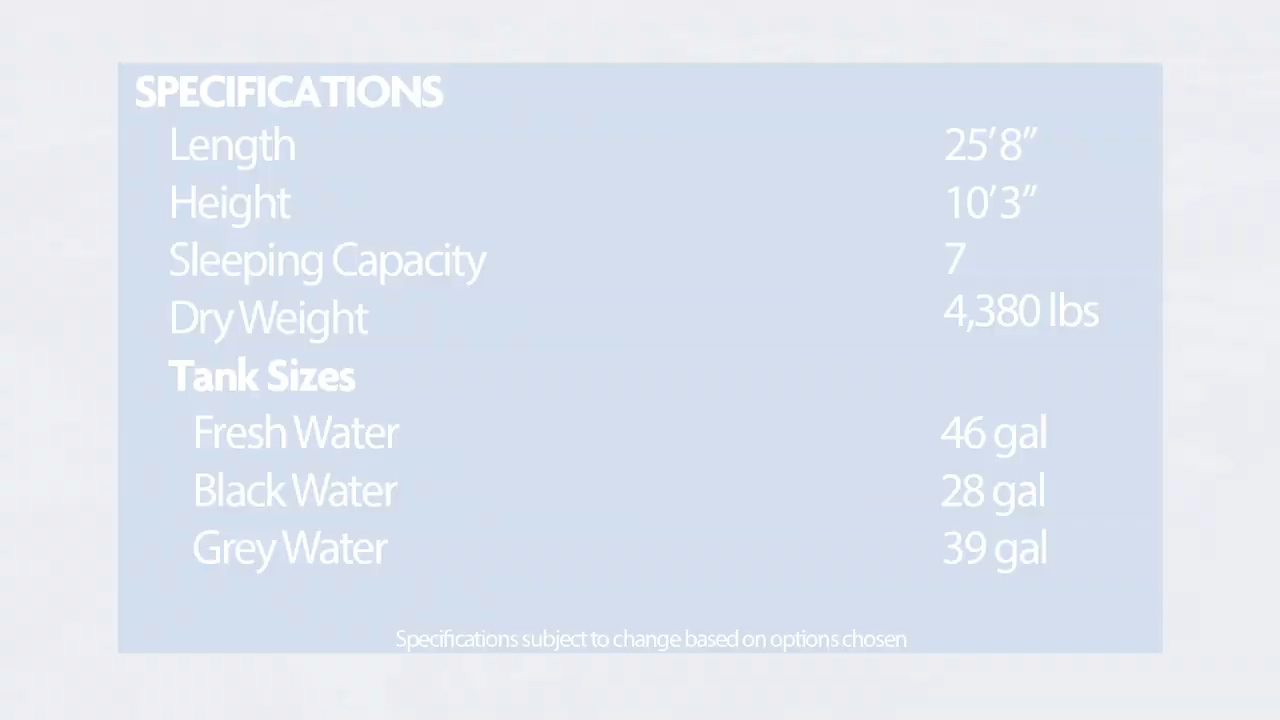 SPECIFICATIONS
Length 25’8”
Height 10’3”
Sleeping Capacity 7
Dry Weight 4,380 lbs
Tank Sizes
Fresh Water 46 gal
Black Water 28 gal
Grey Water 39 gal
Specifications subject to change based on options chosen